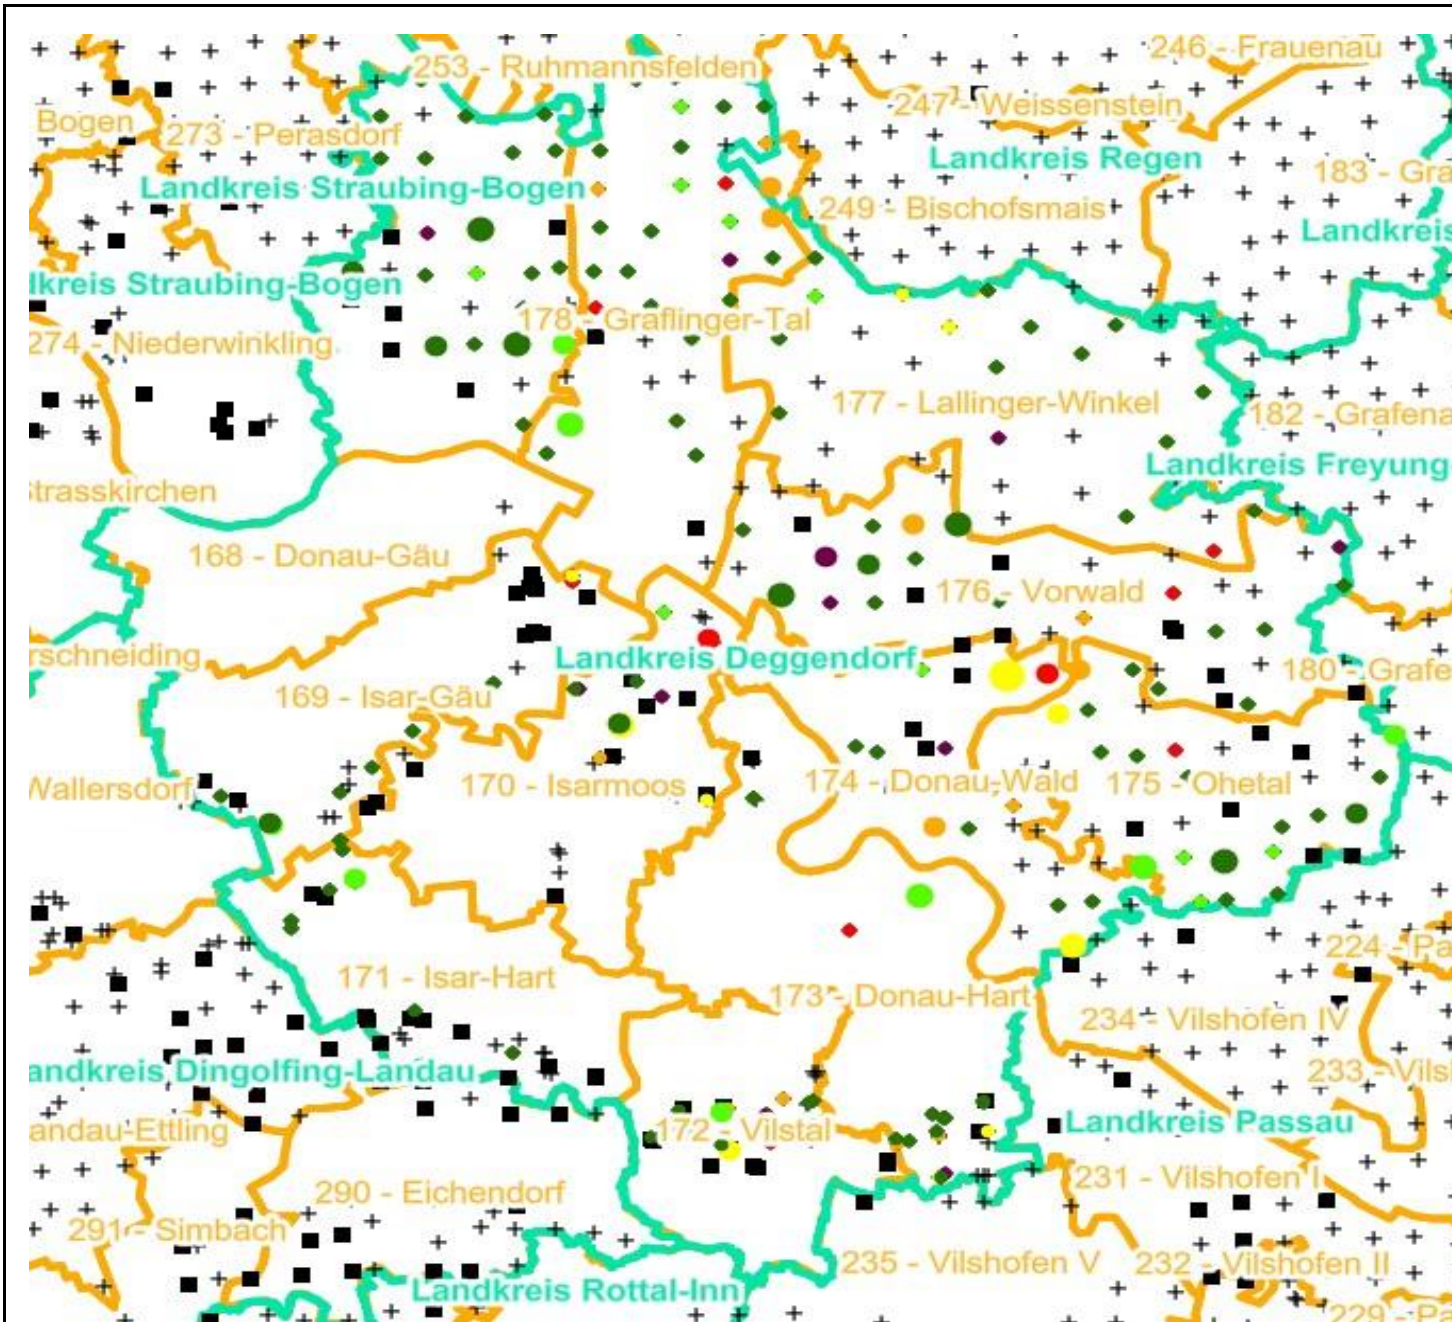 246 - Frauenau
253 - Ruhmannsfelden
247 - Weissenstein
Bogen
273 - Perasdorf
Landkreis Regen
183 - Gra
Landkreis Straubing-Bogen
249 - Bischofsmais
Landkreis
dkreis Straubing-Bogen
178 - Graflinger-Tal
274 - Niederwinkling
177 - Lallinger-Winkel
182 - Grafena
Landkreis Freyung
Strasskirchen
168 - Donau-Gäu
176 - Vorwald
rschneiding
Landkreis Deggendorf
180 - Grafe
169 - Isar-Gäu
170 - Isarmoos
174 - Donau-Wald
175 - Ohetal
Wallersdorf
224 - Pa
171 - Isar-Hart
173 - Donau-Hart
234 - Vilshofen IV
andkreis Dingolfing-Landau
233 - Vilsh
Landkreis Passau
andau-Ettling
172 - Vilstal
231 - Vilshofen I
290 - Eichendorf
291 - Simbach
235 - Vilshofen V
232 - Vilshofen II
Landkreis Rottal-Inn
229 - Pa